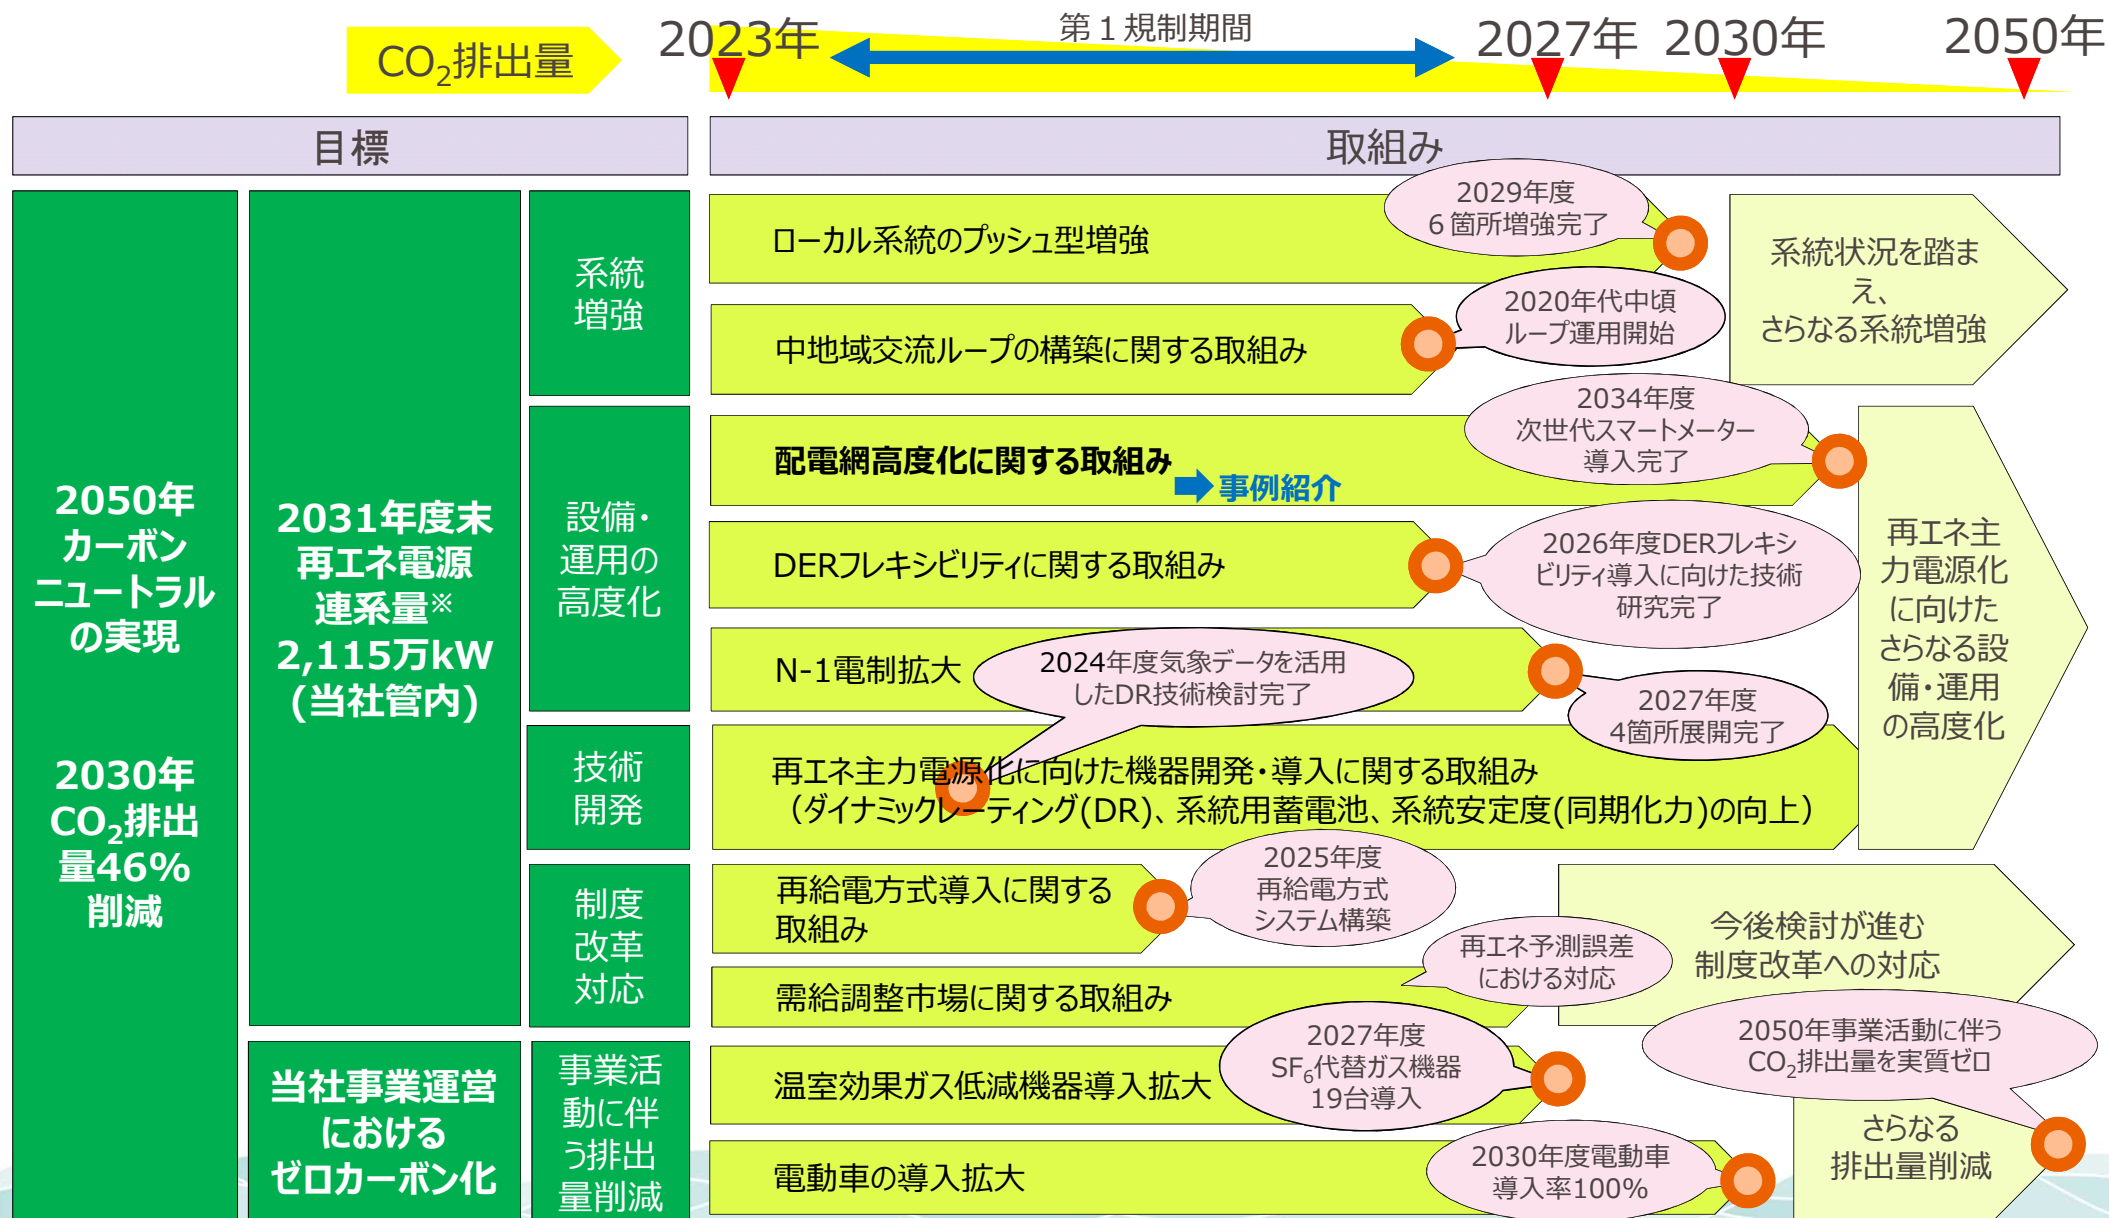 CO₂排出量
2023年
第１規制期間
2027年
2030年
2050年
目標
取組み
2050年
カーボン
ニュートラル
の実現
2030年
CO₂排出
量46%
削減
2031年度末
再エネ電源
連系量※
2,115万kW
(当社管内)
系統
増強
ローカル系統のプッシュ型増強
2029年度
６箇所増強完了
中地域交流ループの構築に関する取組み
2020年代中頃
ループ運用開始
系統状況を踏ま
え、
さらなる系統増強
設備・
運用の
高度化
配電網高度化に関する取組み
事例紹介
2034年度
次世代スマートメーター
導入完了
DERフレキシビリティに関する取組み
2026年度DERフレキシ
ビリティ導入に向けた技術
研究完了
N-1電制拡大
2024年度気象データを活用
したDR技術検討完了
2027年度
4箇所展開完了
技術
開発
再エネ主力電源化に向けた機器開発・導入に関する取組み
（ダイナミックレーティング(DR)、系統用蓄電池、系統安定度(同期化力)の向上）
再エネ主
力電源化
に向けた
さらなる設
備・運用
の高度化
制度
改革
対応
再給電方式導入に関する
取組み
2025年度
再給電方式
システム構築
需給調整市場に関する取組み
再エネ予測誤差
における対応
今後検討が進む
制度改革への対応
当社事業運営
における
ゼロカーボン化
事業活
動に伴
う排出
量削減
温室効果ガス低減機器導入拡大
2027年度
SF₆代替ガス機器
19台導入
電動車の導入拡大
2030年度電動車
導入率100%
2050年事業活動に伴う
CO₂排出量を実質ゼロ
さらなる
排出量削減